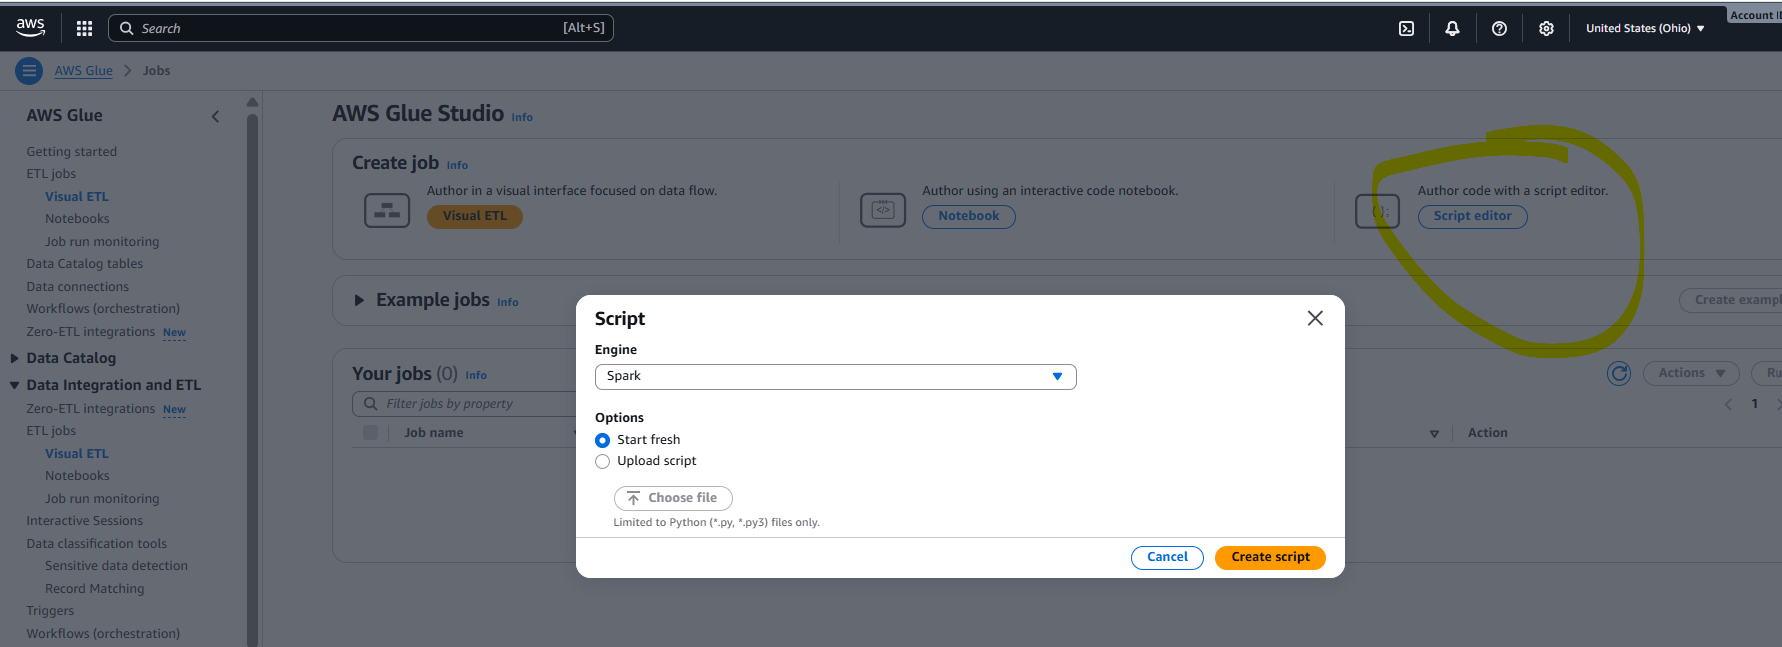 aws
Search
[Alt+S]
United States (Ohio)
Account
AWS Glue
Jobs
AWS Glue
Getting started
ETL jobs
Visual ETL
Notebooks
Job run monitoring
Data Catalog tables
Data connections
Workflows (orchestration)
Zero-ETL integrations New
Data Catalog
Data Integration and ETL
Zero-ETL integrations New
ETL jobs
Visual ETL
Notebooks
Job run monitoring
Interactive Sessions
Data classification tools
Sensitive data detection
Record Matching
Triggers
Workflows (orchestration)
AWS Glue Studio Info
Create job Info
Author in a visual interface focused on data flow.
Visual ETL
Author using an interactive code notebook.
Notebook
Author code with a script editor.
Script editor
Example jobs Info
Create
Your jobs (0) Info
Actions
Filter jobs by property
1
Job name
Action
Script
Engine
Spark
Options
Start fresh
Upload script
Choose file
Limited to Python (*.py, *.py3) files only.
Cancel
Create script